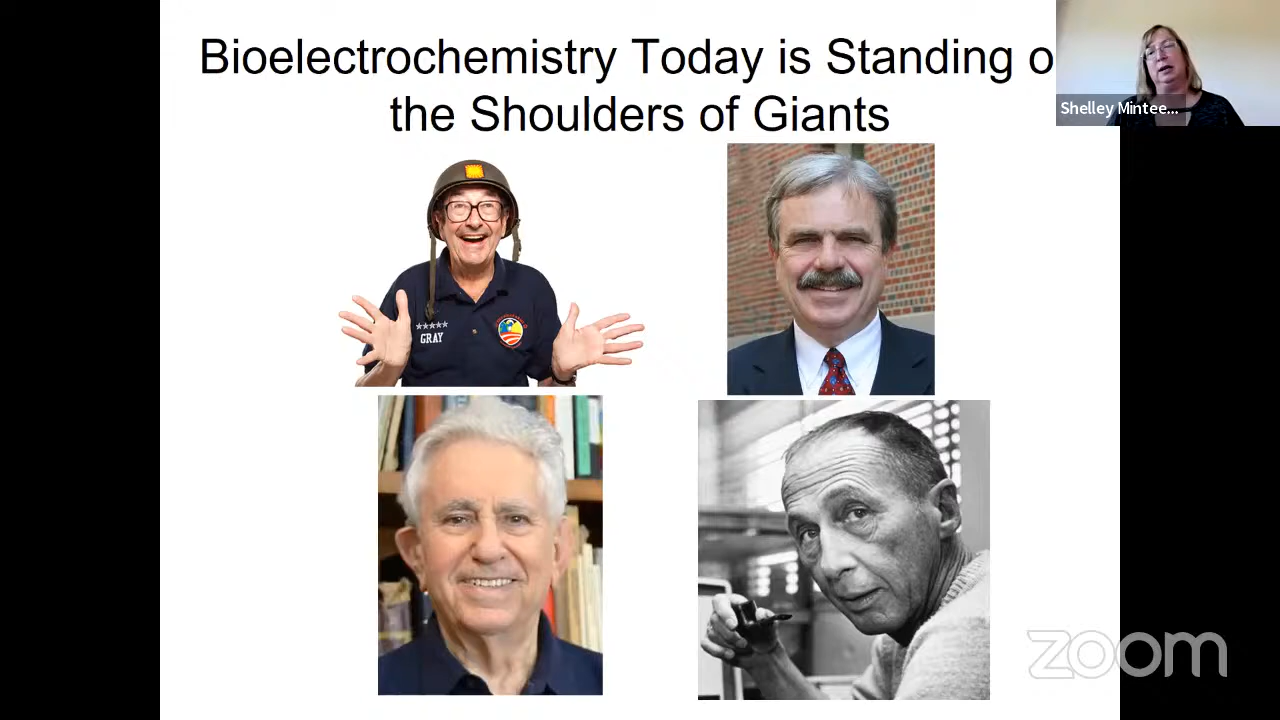 Bioelectrochemistry Today is Standing o
the Shoulders of Giants
Shelley Mintee...
GRAY
zoom